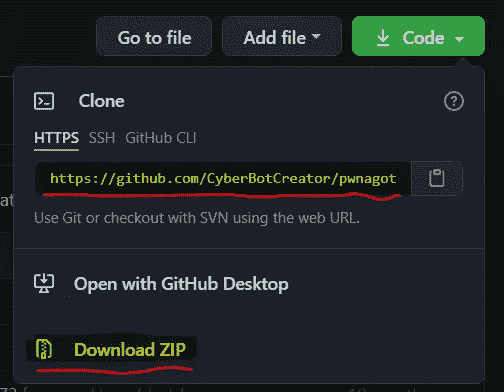 Go to file Add file Code
Clone
HTTPS SSH GitHub CLI
https://github.com/CyberBotCreator/pwnagot
Use Git or checkout with SVN using the web URL.
Open with GitHub Desktop
Download ZIP